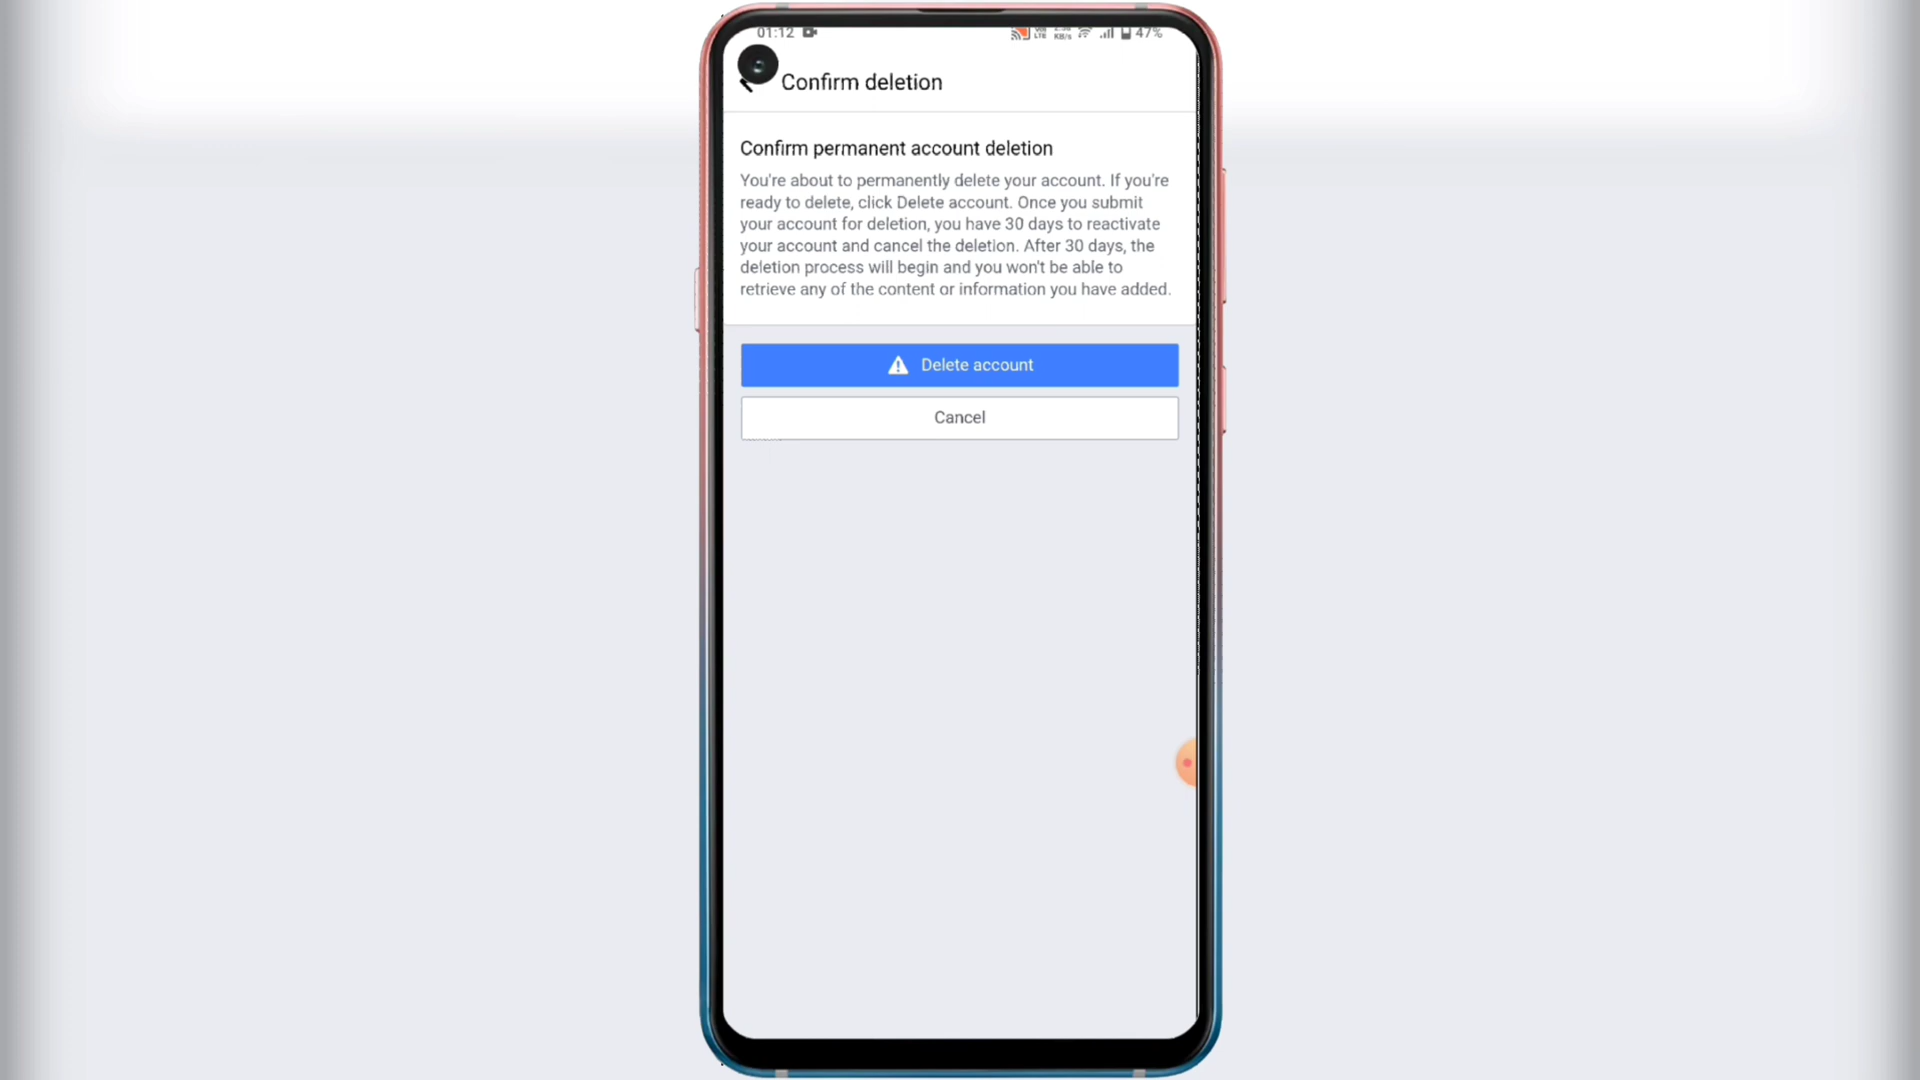 01:12 47%
Confirm deletion
Confirm permanent account deletion
You're about to permanently delete your account. If you're
ready to delete, click Delete account. Once you submit
your account for deletion, you have 30 days to reactivate
your account and cancel the deletion. After 30 days, the
deletion process will begin and you won't be able to
retrieve any of the content or information you have added.
Delete account
Cancel